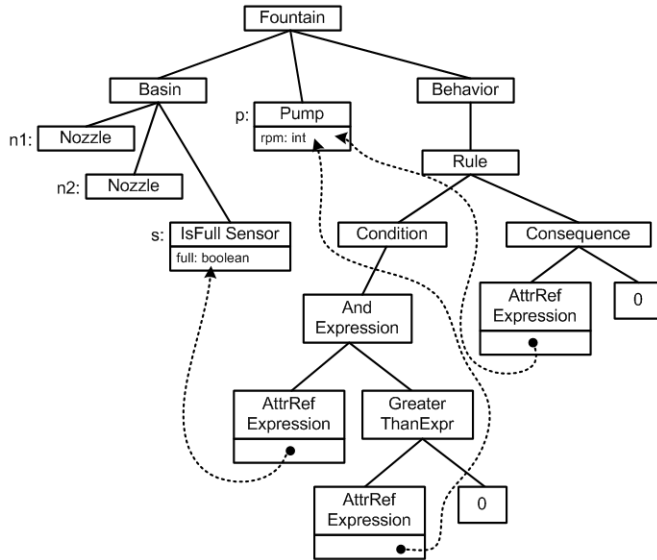 Fountain
Basin
p: Pump
rpm: int
Behavior
n1: Nozzle
n2: Nozzle
Rule
s: IsFull Sensor
full: boolean
Condition
Consequence
And
Expression
AttrRef
Expression
0
AttrRef
Expression
Greater
ThanExpr
AttrRef
Expression
0